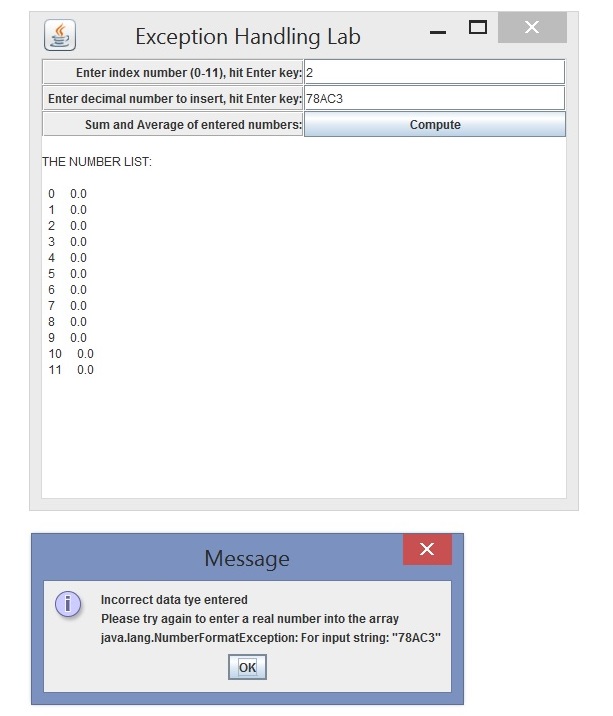 Exception Handling Lab
Enter index number (0-11), hit Enter key: 2
Enter decimal number to insert, hit Enter key: 78AC3
Sum and Average of entered numbers: Compute
THE NUMBER LIST:
0 0.0
1 0.0
2 0.0
3 0.0
4 0.0
5 0.0
6 0.0
7 0.0
8 0.0
9 0.0
10 0.0
11 0.0
Message
Incorrect data tye entered
Please try again to enter a real number into the array
java.lang.NumberFormatException: For input string: "78AC3"
OK